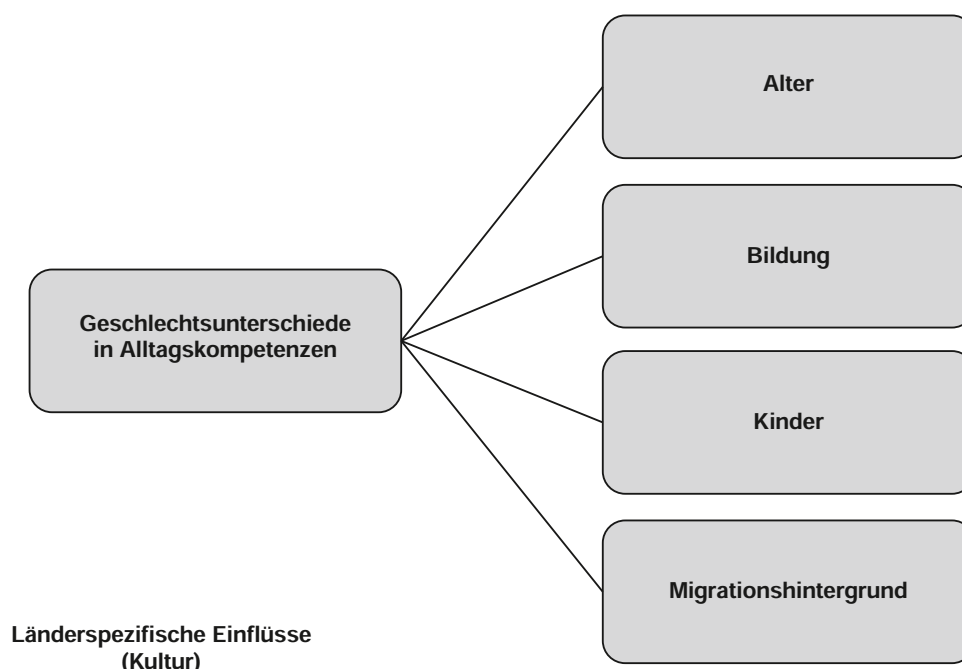 Alter
Bildung
Geschlechtsunterschiede
in Alltagskompetenzen
Kinder
Migrationshintergrund
Länderspezifische Einflüsse
(Kultur)